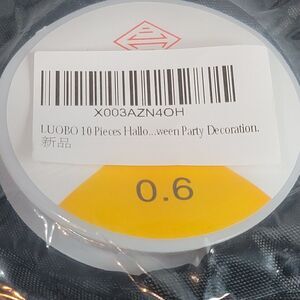 X003AZN4OH
LUOBO 10 Pieces Hallo...ween Party Decoration.
新品
0.6